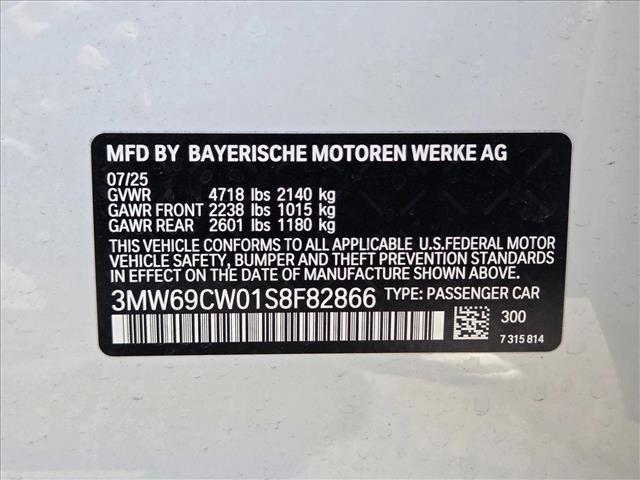 MFD BY BAYERISCHE MOTOREN WERKE AG
07/25
GVWR 4718 lbs 2140 kg
GAWR FRONT 2238 lbs 1015 kg
GAWR REAR 2601 lbs 1180 kg
THIS VEHICLE CONFORMS TO ALL APPLICABLE U.S.FEDERAL MOTOR
VEHICLE SAFETY, BUMPER AND THEFT PREVENTION STANDARDS IN
EFFECT ON THE DATE OF MANUFACTURE SHOWN ABOVE.
3MW69CW01S8F82866 TYPE: PASSENGER CAR
300
7 315 814